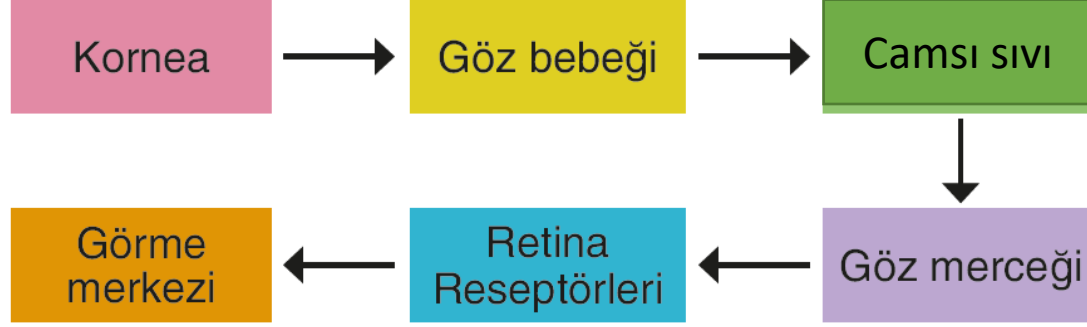 Kornea
Göz bebeği
Camsı sıvı
Göz merceği
Retina
Reseptörleri
Görme
merkezi